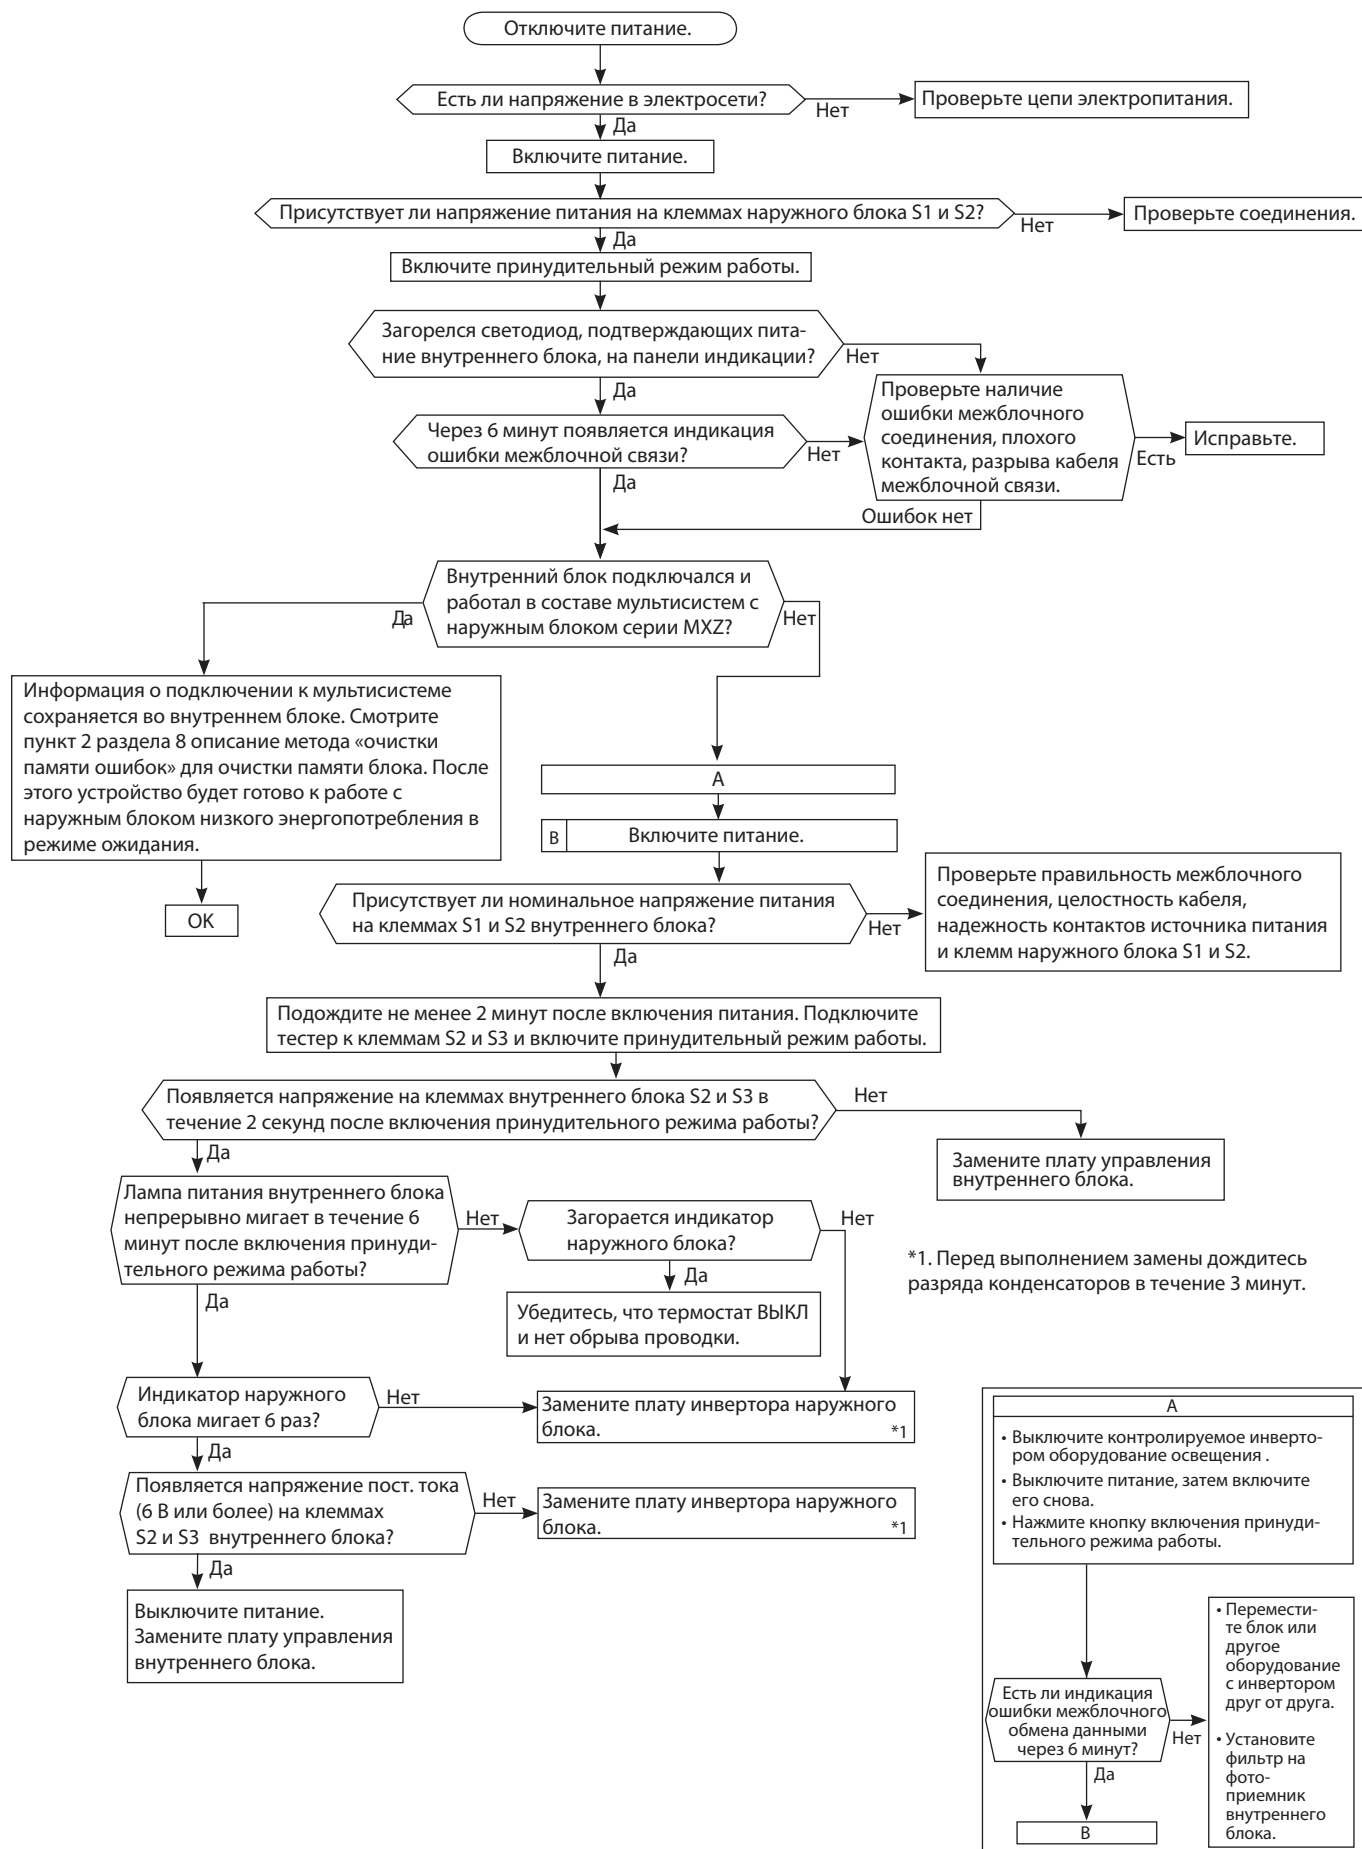 Отключите питание.
Есть ли напряжение в электросети?
Нет
Проверьте цепи электропитания.
Да
Включите питание.
Присутствует ли напряжение питания на клеммах наружного блока S1 и S2?
Нет
Проверьте соединения.
Да
Включите принудительный режим работы.
Загорелся светодиод, подтверждающих пита-
ние внутреннего блока, на панели индикации?
Нет
Да
Проверьте наличие
ошибки межблочного
соединения, плохого
контакта, разрыва кабеля
межблочной связи.
Через 6 минут появляется индикация
ошибки межблочной связи?
Нет
Есть
Исправьте.
Да
Ошибок нет
Внутренний блок подключался и
работал в составе мультисистем с
наружным блоком серии MXZ?
Да
Нет
Информация о подключении к мультисистеме
сохраняется во внутреннем блоке. Смотрите
пункт 2 раздела 8 описание метода «очистки
памяти ошибок» для очистки памяти блока. После
этого устройство будет готово к работе с
наружным блоком низкого энергопотребления в
режиме ожидания.
OK
A
B
Включите питание.
Присутствует ли номинальное напряжение питания
на клеммах S1 и S2 внутреннего блока?
Нет
Проверьте правильность межблочного
соединения, целостность кабеля,
надежность контактов источника питания
и клемм наружного блока S1 и S2.
Да
Подождите не менее 2 минут после включения питания. Подключите
тестер к клеммам S2 и S3 и включите принудительный режим работы.
Появляется напряжение на клеммах внутреннего блока S2 и S3 в
течение 2 секунд после включения принудительного режима работы?
Нет
Замените плату управления
внутреннего блока.
Да
Лампа питания внутреннего блока
непрерывно мигает в течение 6
минут после включения принуди-
тельного режима работы?
Нет
Загорается индикатор
наружного блока?
Нет
Да
Убедитесь, что термостат ВЫКЛ
и нет обрыва проводки.
*1. Перед выполнением замены дождитесь
разряда конденсаторов в течение 3 минут.
Да
Индикатор наружного
блока мигает 6 раз?
Нет
Замените плату инвертора наружного
блока. *1
Да
Появляется напряжение пост. тока
(6 В или более) на клеммах
S2 и S3 внутреннего блока?
Нет
Замените плату инвертора наружного
блока. *1
Да
Выключите питание.
Замените плату управления
внутреннего блока.
A
• Выключите контролируемое инверто-
ром оборудование освещения .
• Выключите питание, затем включите
его снова.
• Нажмите кнопку включения принуди-
тельного режима работы.
Есть ли индикация
ошибки межблочного
обмена данными
через 6 минут?
Нет
• Перемести-
те блок или
другое
оборудование
с инвертором
друг от друга.
• Установите
фильтр на
фото-
приемник
внутреннего
блока.
Да
B